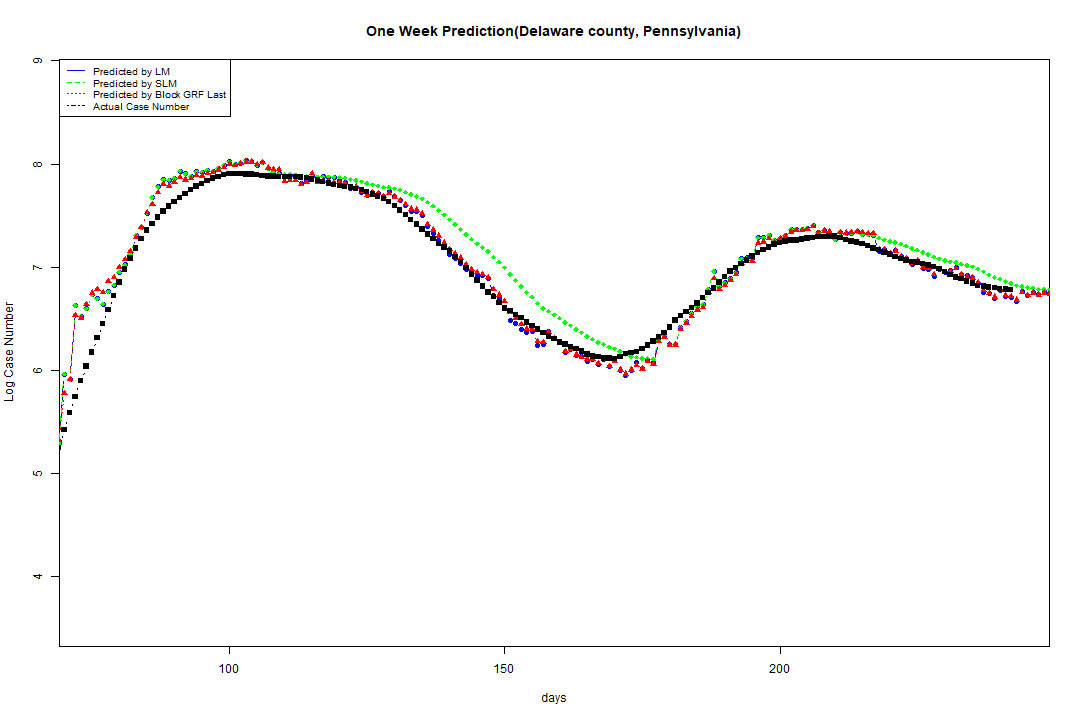 One Week Prediction(Delaware county, Pennsylvania)
Predicted by LM
Predicted by SLM
Predicted by Block GRF Last
Actual Case Number
9
8
7
6
5
4
Log Case Number
100 150 200
days